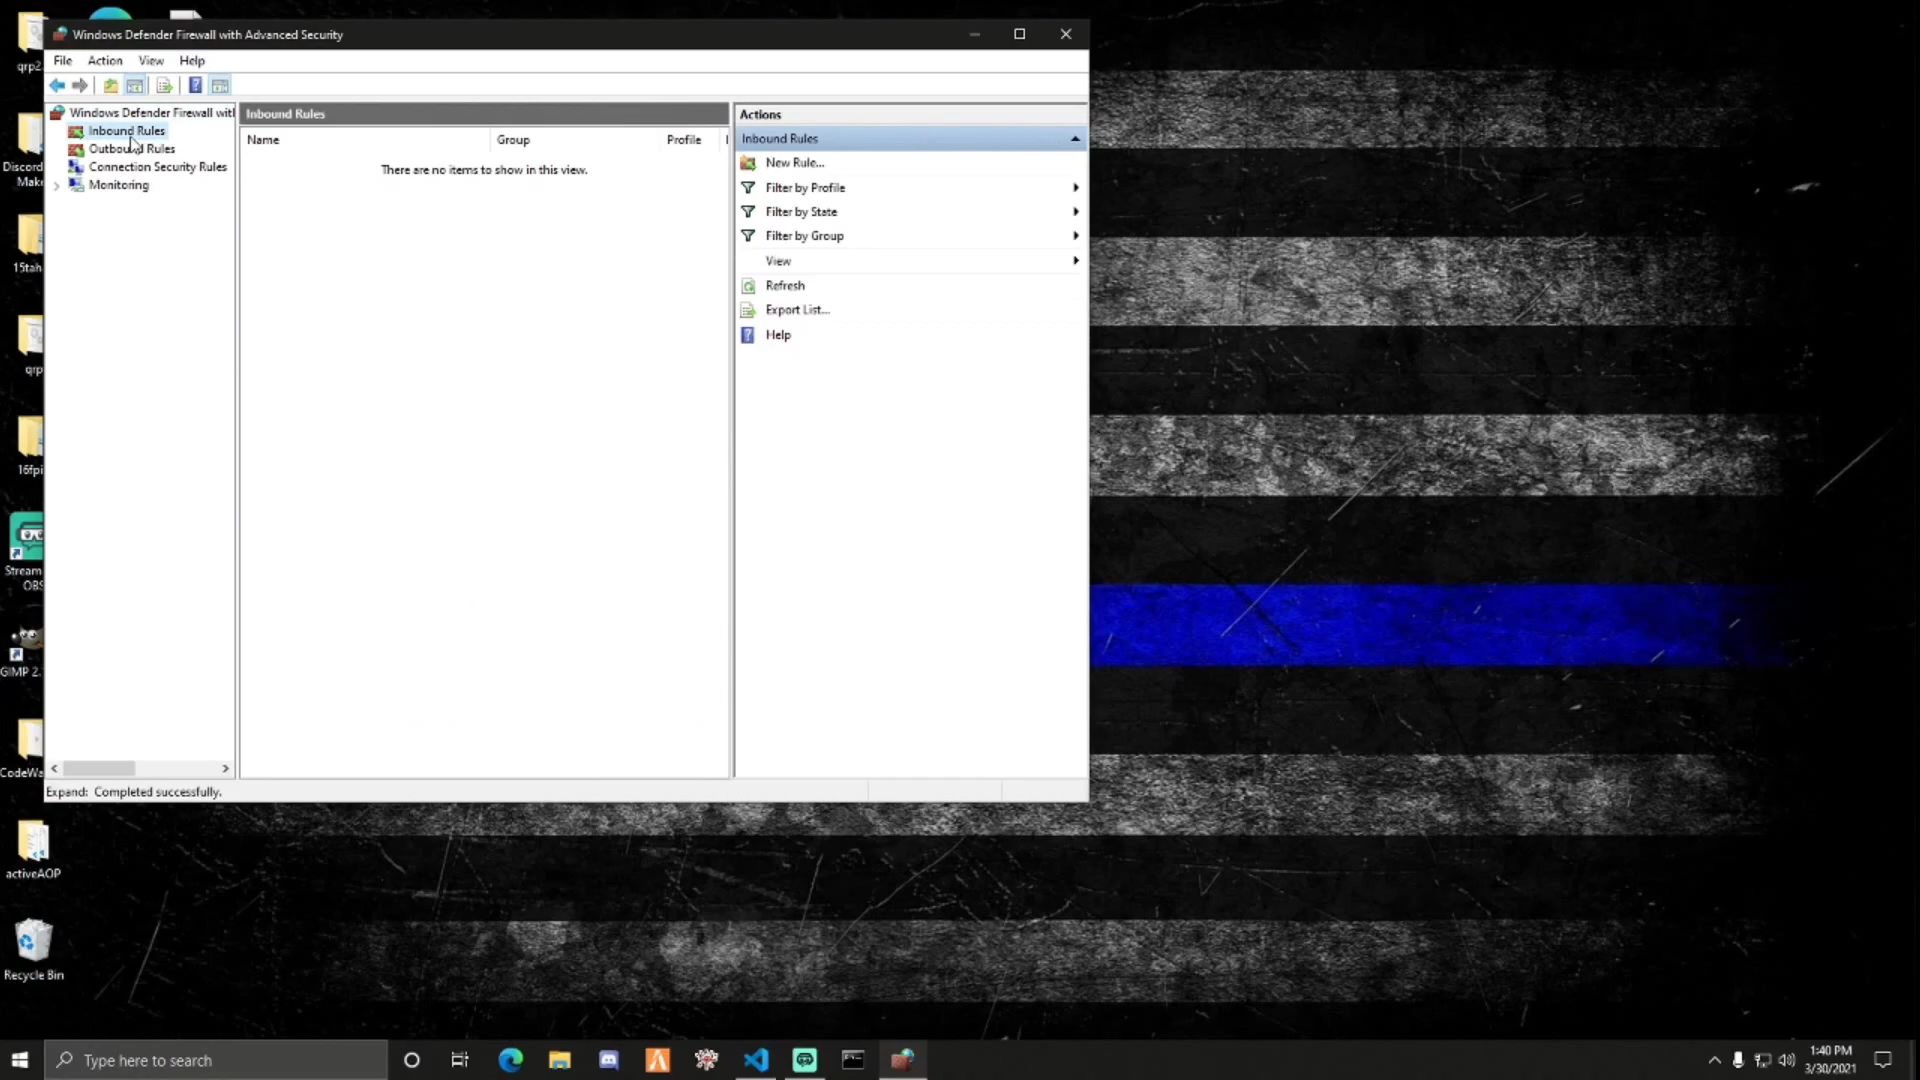 qrp2
Discord
Make
15tah
qrp
16fpi
Stream
OBS
GIMP 2.
CodeWa
activeAOP
Recycle Bin
Windows Defender Firewall with Advanced Security
File Action View Help
Windows Defender Firewall with
Inbound Rules
Outbound Rules
Connection Security Rules
Monitoring
Inbound Rules
Name Group Profile
There are no items to show in this view.
Actions
Inbound Rules
New Rule...
Filter by Profile
Filter by State
Filter by Group
View
Refresh
Export List...
Help
Expand: Completed successfully.
Type here to search
1:40 PM
3/30/2021